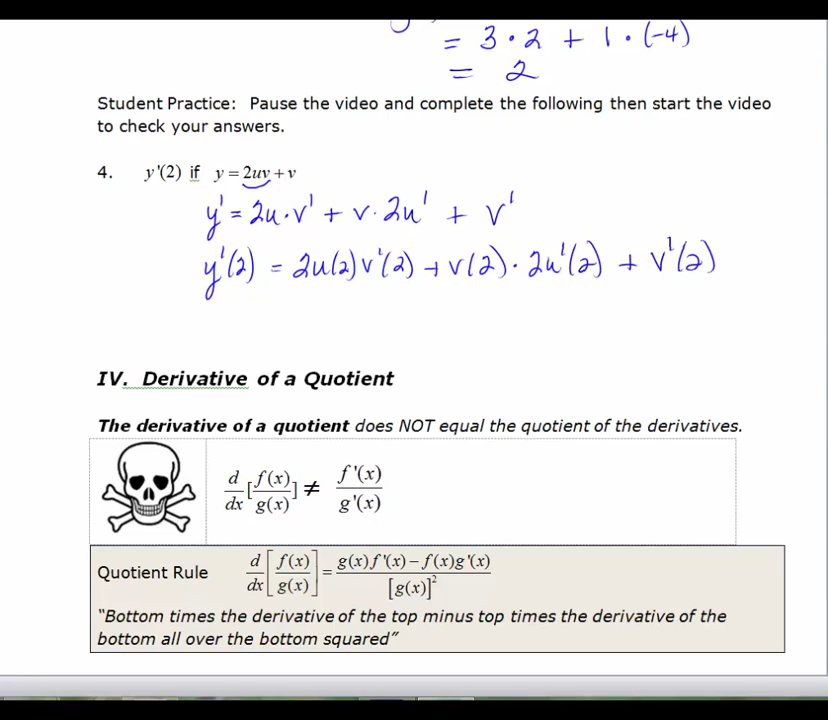 = 3 • 2 + 1 • (-4)
= 2
Student Practice: Pause the video and complete the following then start the video
to check your answers.
4. y'(2) if y = 2uv + v
y' = 2u·v' + v·2u' + v'
y'(2) = 2u(2)v'(2) + v(2)·2u'(2) + v'(2)
IV. Derivative of a Quotient
The derivative of a quotient does NOT equal the quotient of the derivatives.
d/dx [f(x)/g(x)] ≠ f'(x)/g'(x)
Quotient Rule d/dx [f(x)/g(x)] = g(x)f'(x) − f(x)g'(x)/[g(x)]²
"Bottom times the derivative of the top minus top times the derivative of the
bottom all over the bottom squared"